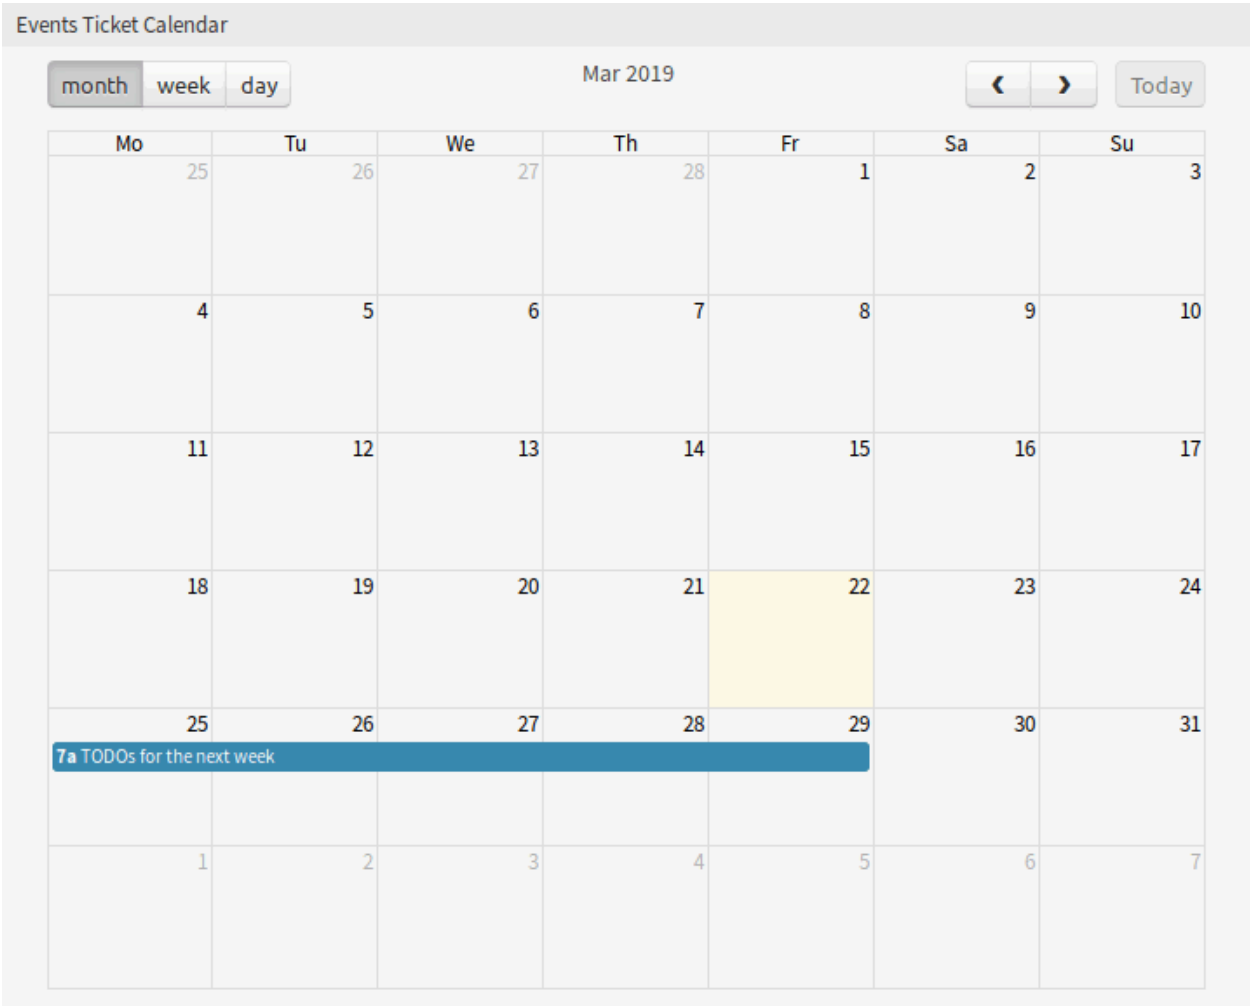 Events Ticket Calendar
month week day Mar 2019 ❮ ❯ Today
Mo Tu We Th Fr Sa Su
25 26 27 28 1 2 3
4 5 6 7 8 9 10
11 12 13 14 15 16 17
18 19 20 21 22 23 24
25 26 27 28 29 30 31
7a TODOs for the next week
1 2 3 4 5 6 7